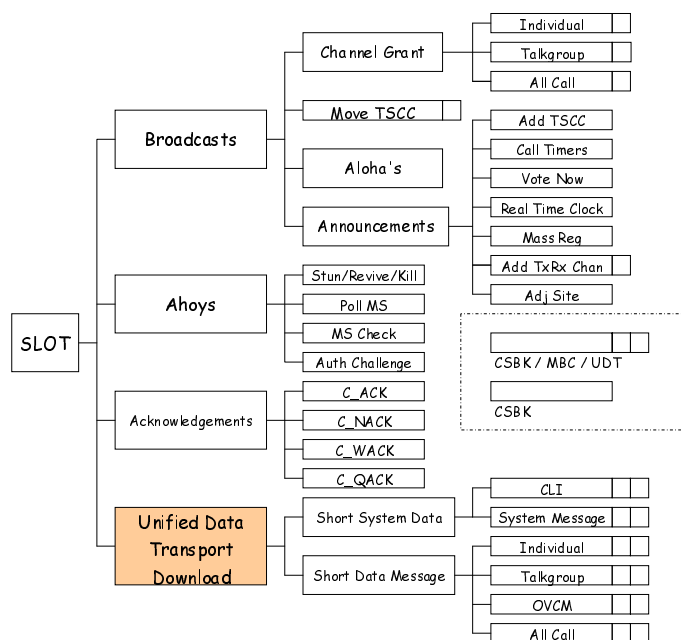 SLOT
Broadcasts
Channel Grant
Individual
Talkgroup
All Call
Move TSCC
Aloha's
Announcements
Add TSCC
Call Timers
Vote Now
Real Time Clock
Mass Reg
Add TxRx Chan
Adj Site
Ahoys
Stun/Revive/Kill
Poll MS
MS Check
Auth Challenge
CSBK / MBC / UDT
CSBK
Acknowledgements
C_ACK
C_NACK
C_WACK
C_QACK
Unified Data
Transport
Download
Short System Data
CLI
System Message
Short Data Message
Individual
Talkgroup
OVCM
All Call